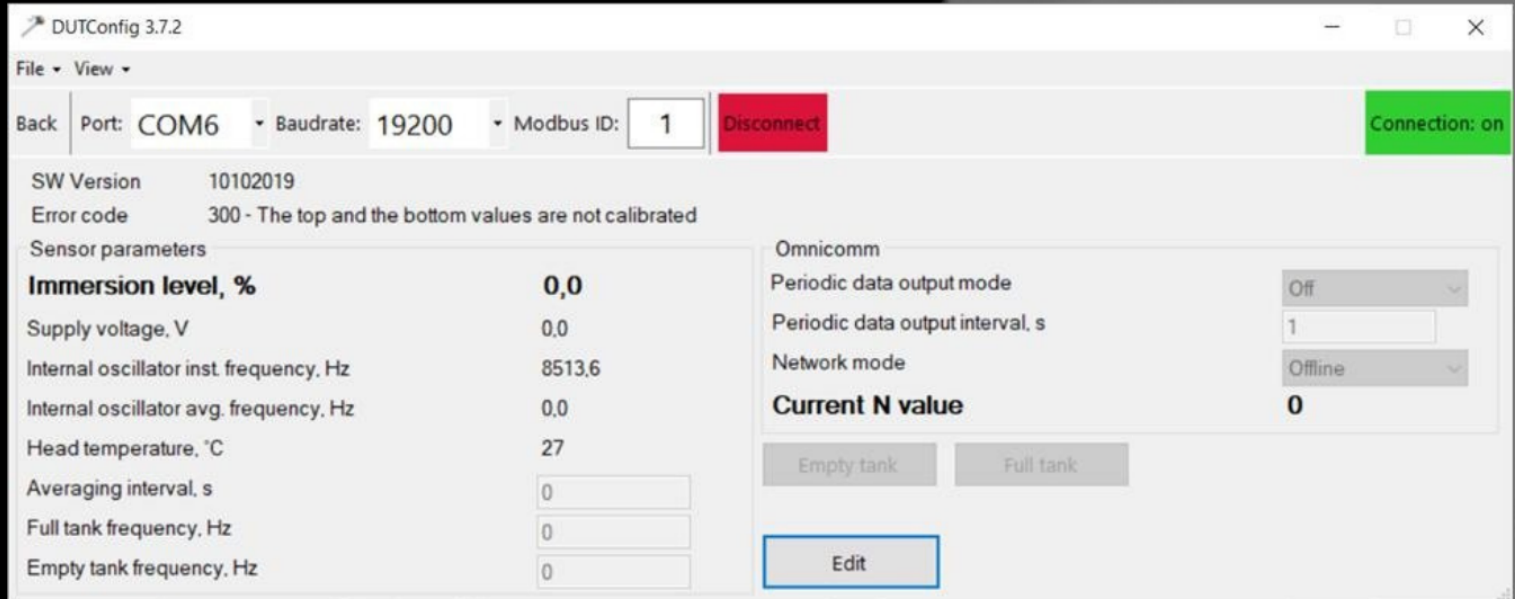 DUTConfig 3.7.2
File View
Back Port: COM6 Baudrate: 19200 Modbus ID: 1 Disconnect Connection: on
SW Version 10102019
Error code 300 - The top and the bottom values are not calibrated
Sensor parameters
Immersion level, % 0,0
Supply voltage, V 0,0
Internal oscillator inst. frequency, Hz 8513,6
Internal oscillator avg. frequency, Hz 0,0
Head temperature, °C 27
Averaging interval, s 0
Full tank frequency, Hz 0
Empty tank frequency, Hz 0
Omnicomm
Periodic data output mode Off
Periodic data output interval, s 1
Network mode Offline
Current N value 0
Empty tank Full tank
Edit